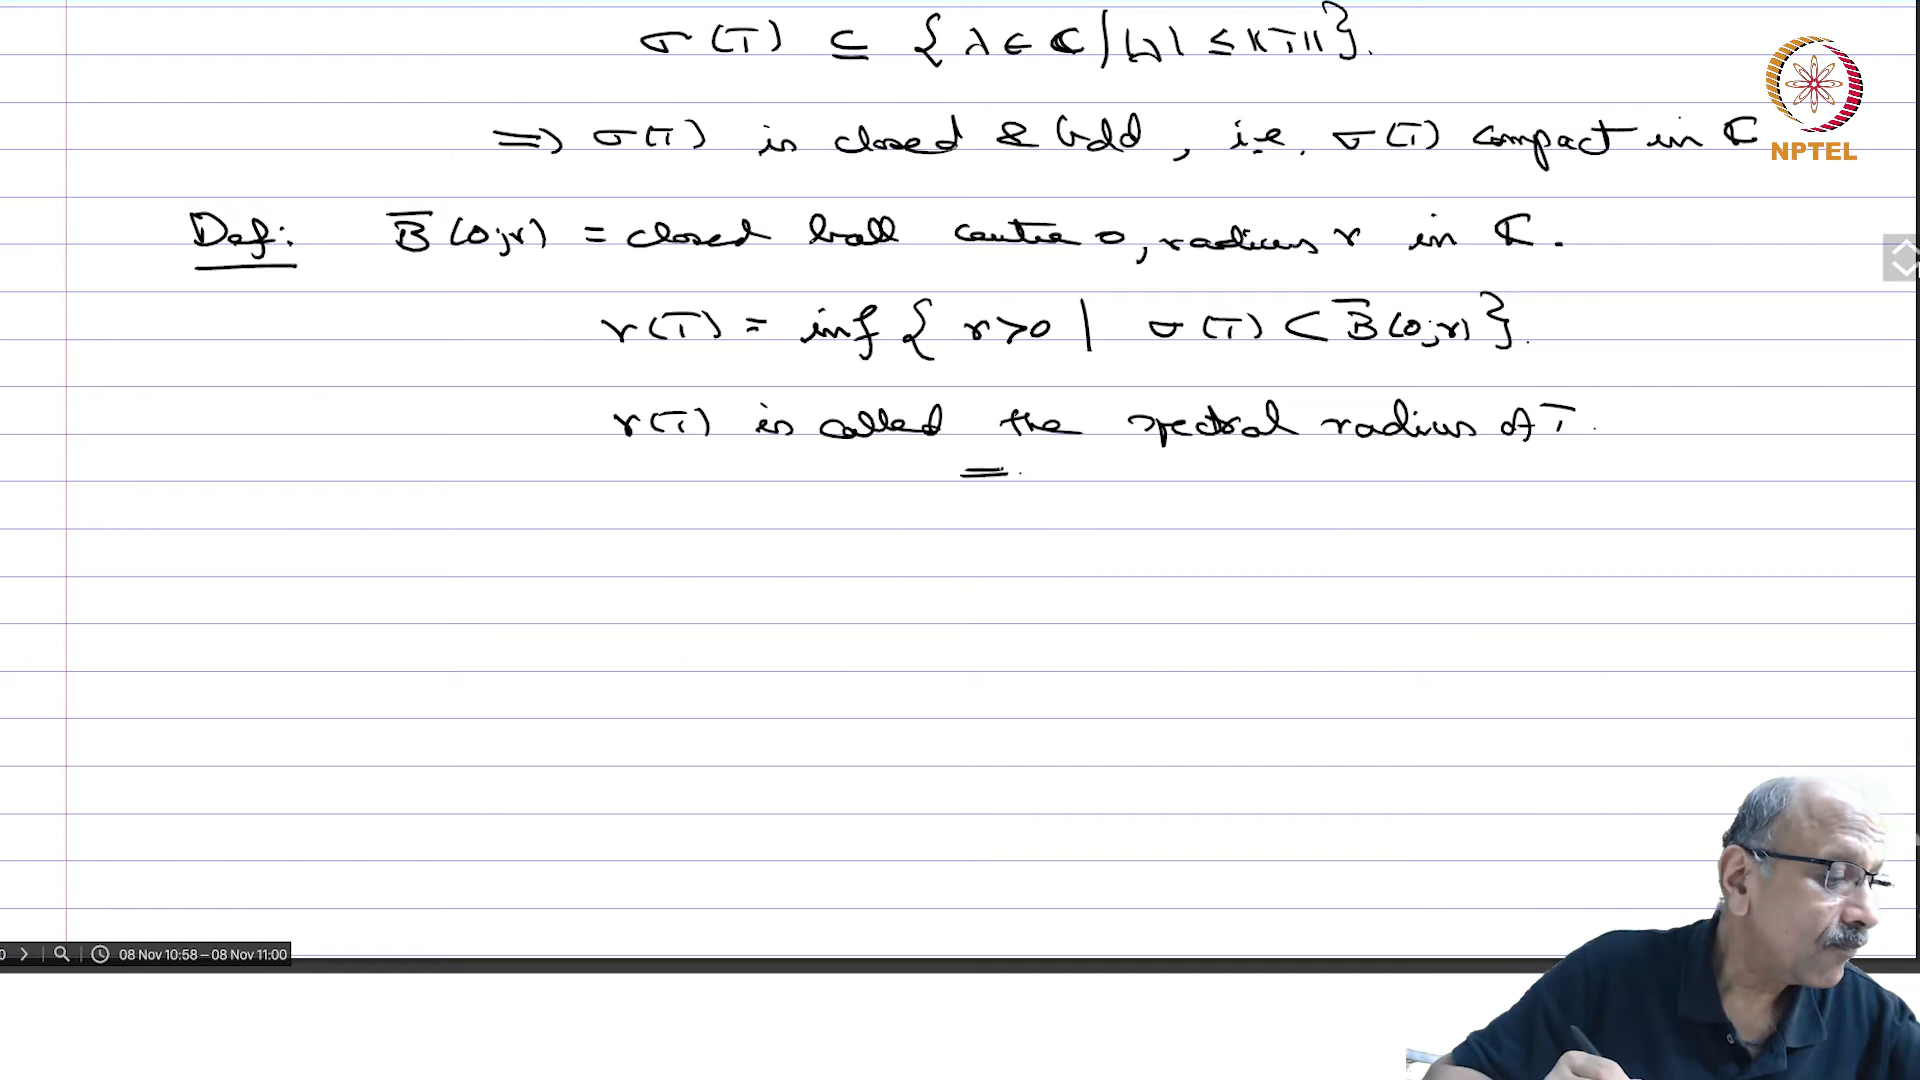 σ(T) ⊆ {λ ∈ ℂ | |λ| ≤ ‖T‖}.
⇒ σ(T) is closed & bdd, i.e. σ(T) compact in ℂ
NPTEL
Def: B̅(0;r) = closed ball centre 0, radius r in ℂ.
r(T) = inf { r>0 | σ(T) ⊂ B̅(0;r)}.
r(T) is called the spectral radius of T.
0 > 08 Nov 10:58 – 08 Nov 11:00